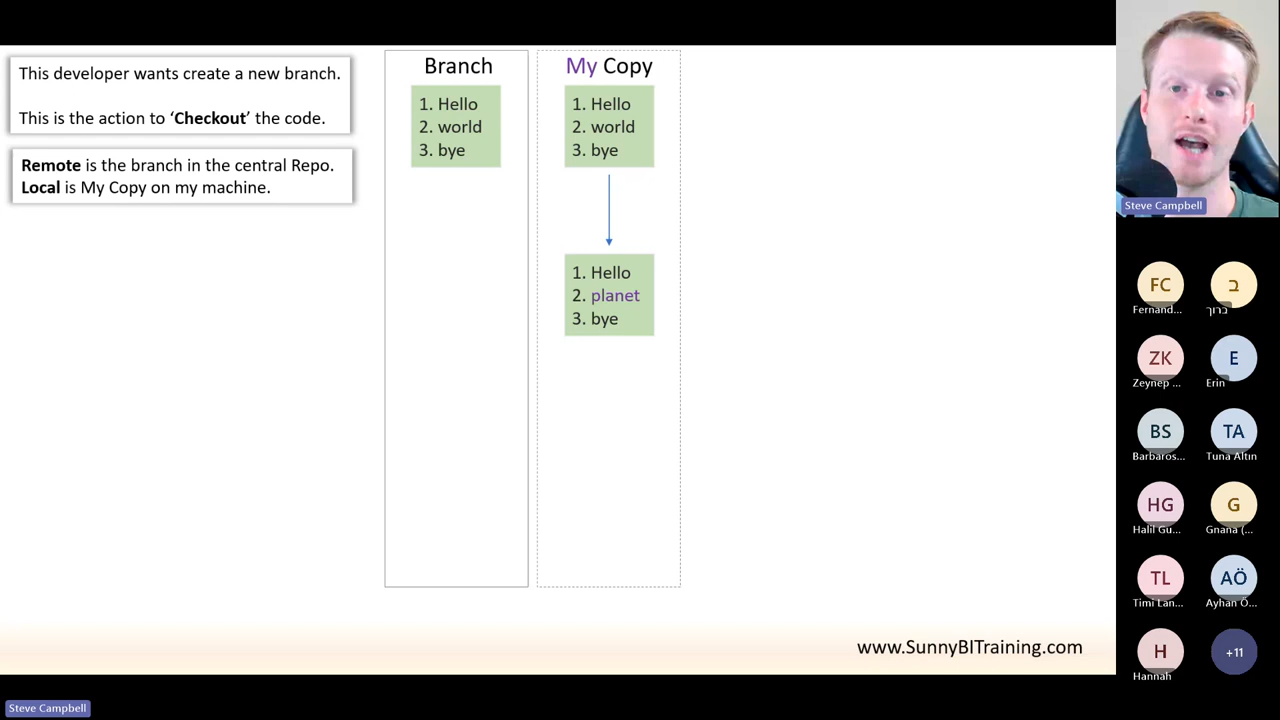 This developer wants create a new branch.
This is the action to ‘Checkout’ the code.
Remote is the branch in the central Repo.
Local is My Copy on my machine.
Branch
1. Hello
2. world
3. bye
My Copy
1. Hello
2. world
3. bye
1. Hello
2. planet
3. bye
www.SunnyBITraining.com
Steve Campbell
Steve Campbell
FC
Fernand...
ב
ברוך
ZK
Zeynep ...
E
Erin
BS
Barbaros...
TA
Tuna Altın
HG
Halil Gu...
G
Gnana (...
TL
Timi Lan...
AÖ
Ayhan Ö...
H
Hannah
+11